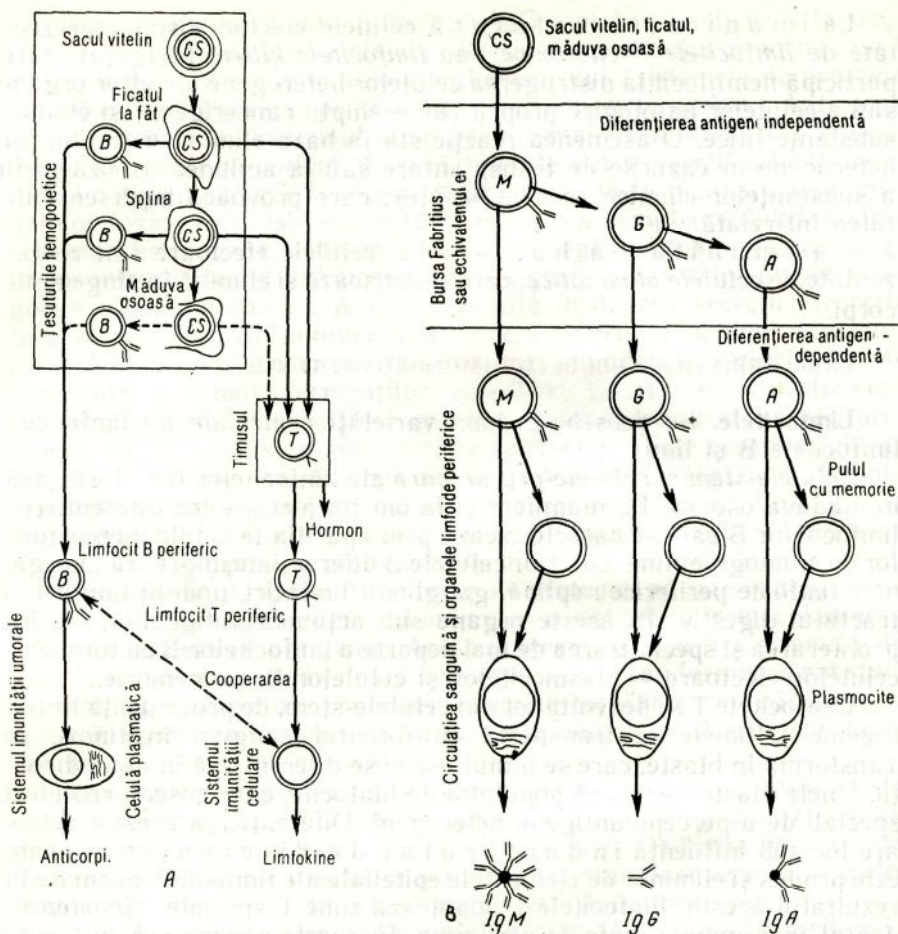 Sacul vitelin
CS
Ficatul
la făt
B
CS
Splina
B
CS
Măduva
osoasă
B
CS
Țesuturile hemopoietice
Timusul
T
Hormon
Limfocit B periferic
B
T
Limfocit T periferic
Cooperarea
Sistemul imunității umorale
Celulă plasmatică
Sistemul
imunității
celulare
Anticorpi.
Limfokine
A
CS
Sacul vitelin, ficatul,
măduva osoasă
Diferențierea antigen-independentă
Bursa Fabrițius
sau echivalentul ei
M
G
A
Diferențierea antigen-
dependentă
M
G
A
Circulația sanguină și organele limfoide periferice
Pulul
cu memorie
Plasmocite
B
Ig M
Ig G
Ig A